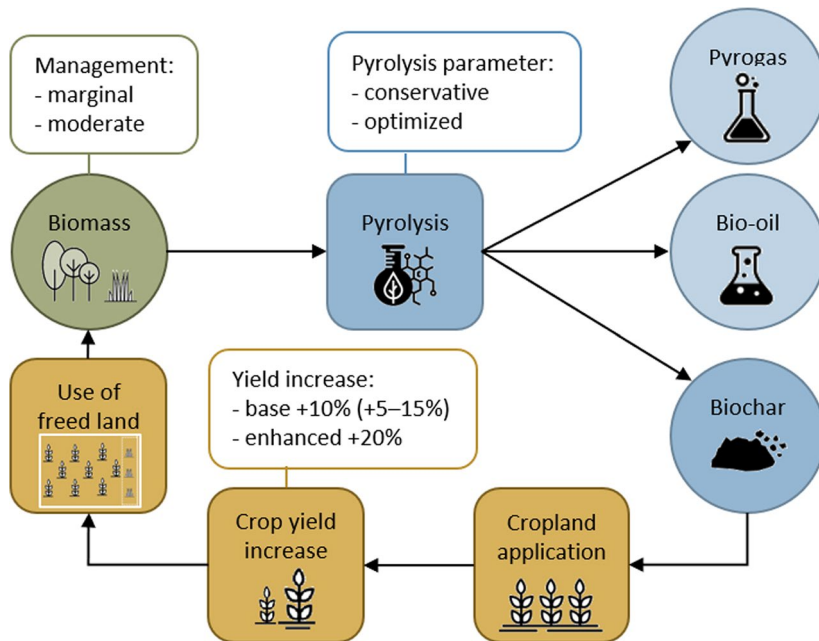 Management:
- marginal
- moderate
Pyrolysis parameter:
- conservative
- optimized
Pyrogas
Biomass
Pyrolysis
Bio-oil
Use of
freed land
Yield increase:
- base +10% (+5–15%)
- enhanced +20%
Biochar
Crop yield
increase
Cropland
application